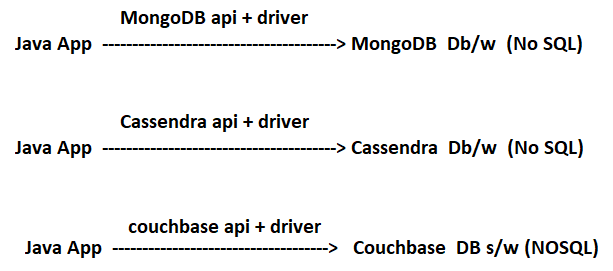 MongoDB api + driver
Java App -----------------------------------------> MongoDB Db/w (No SQL)
Cassendra api + driver
Java App -----------------------------------------> Cassendra Db/w (No SQL)
couchbase api + driver
Java App --------------------------------------> Couchbase DB s/w (NOSQL)